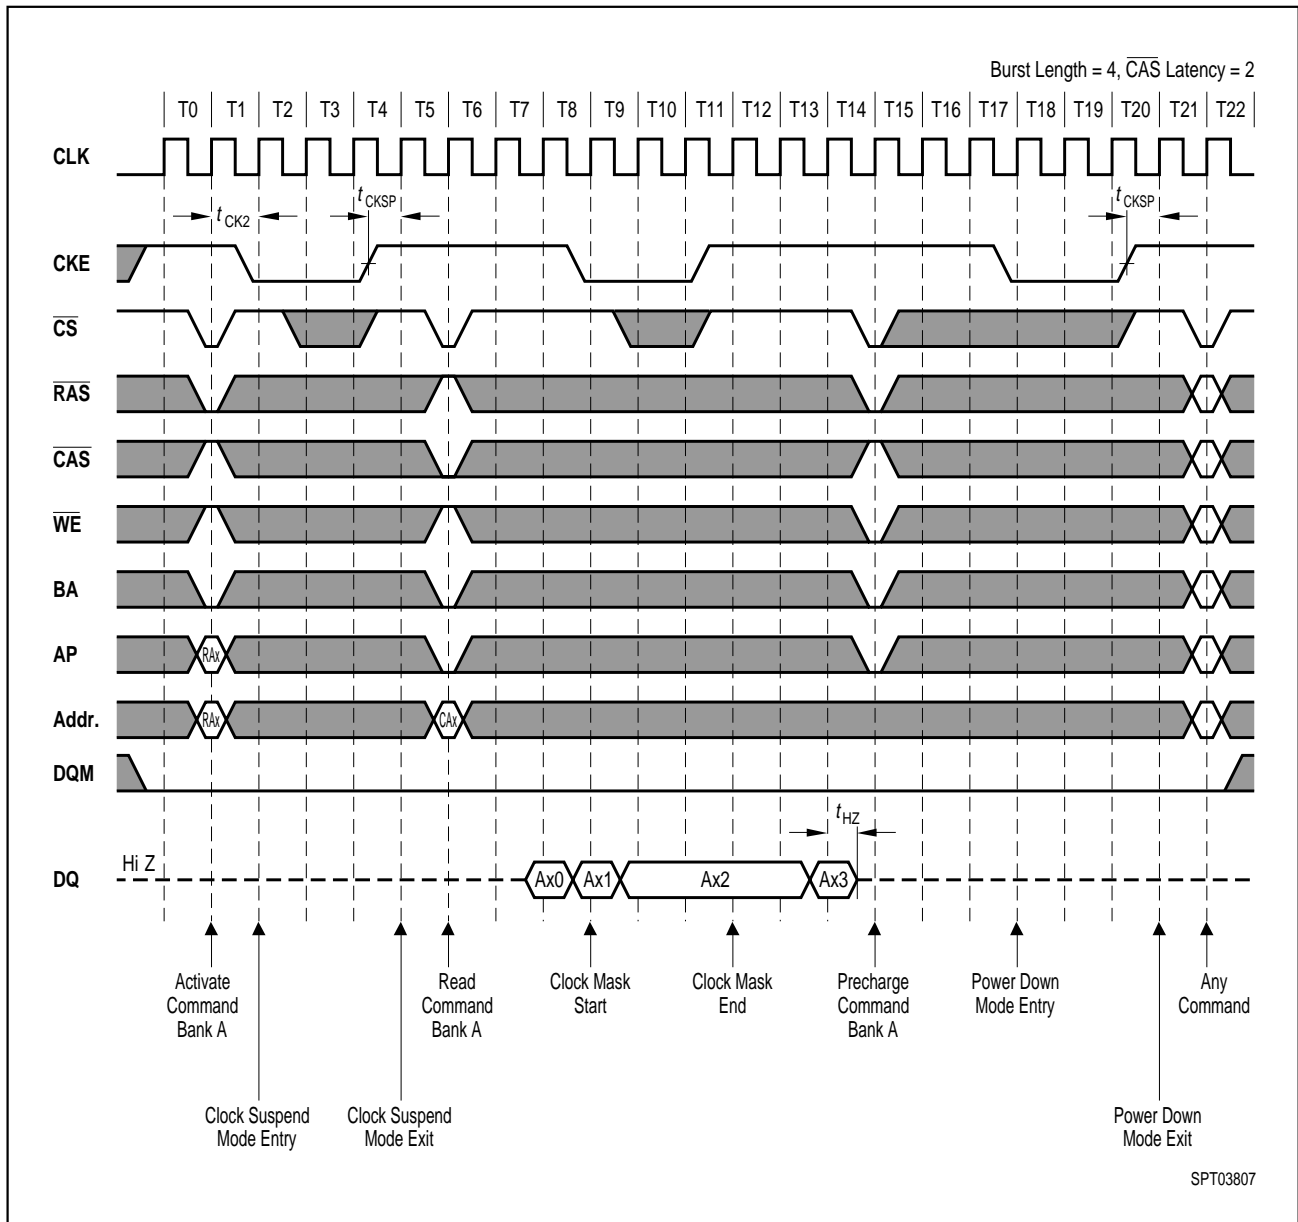 Burst Length = 4, CAS Latency = 2
T0 T1 T2 T3 T4 T5 T6 T7 T8 T9 T10 T11 T12 T13 T14 T15 T16 T17 T18 T19 T20 T21 T22
CLK
t CK2
t CKSP
t CKSP
CKE
CS
RAS
CAS
WE
BA
AP
RAx
Addr.
RAx
CAx
DQM
t HZ
DQ
Hi Z
Ax0
Ax1
Ax2
Ax3
Activate
Command
Bank A
Read
Command
Bank A
Clock Mask
Start
Clock Mask
End
Precharge
Command
Bank A
Power Down
Mode Entry
Any
Command
Clock Suspend
Mode Entry
Clock Suspend
Mode Exit
Power Down
Mode Exit
SPT03807